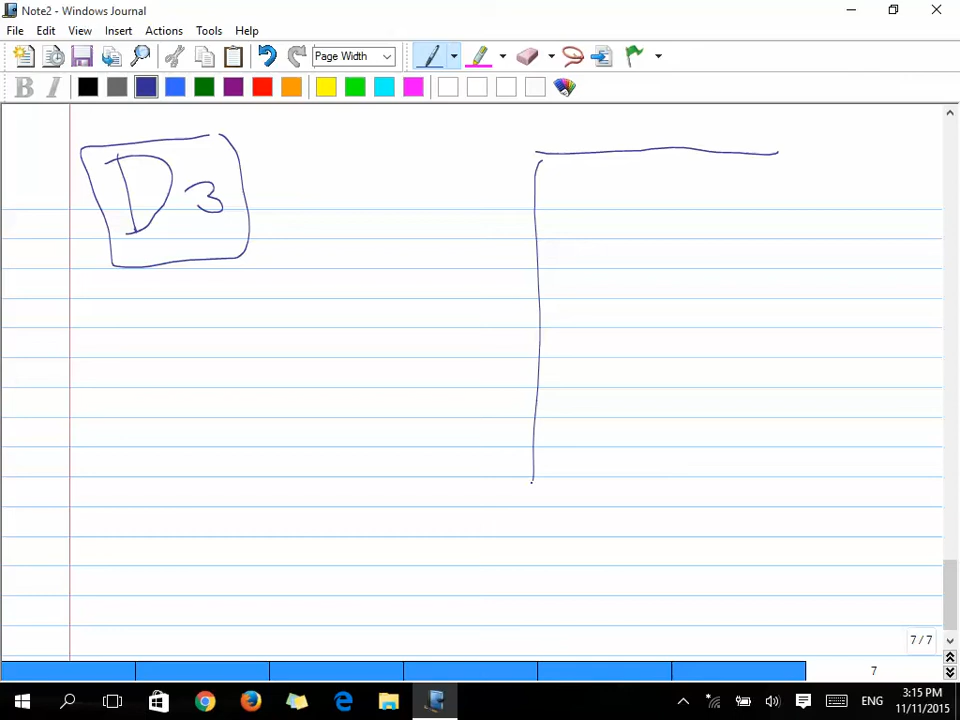 Note2 - Windows Journal
File Edit View Insert Actions Tools Help
Page Width
B I
D 3
7 / 7
7
ENG
3:15 PM
11/11/2015